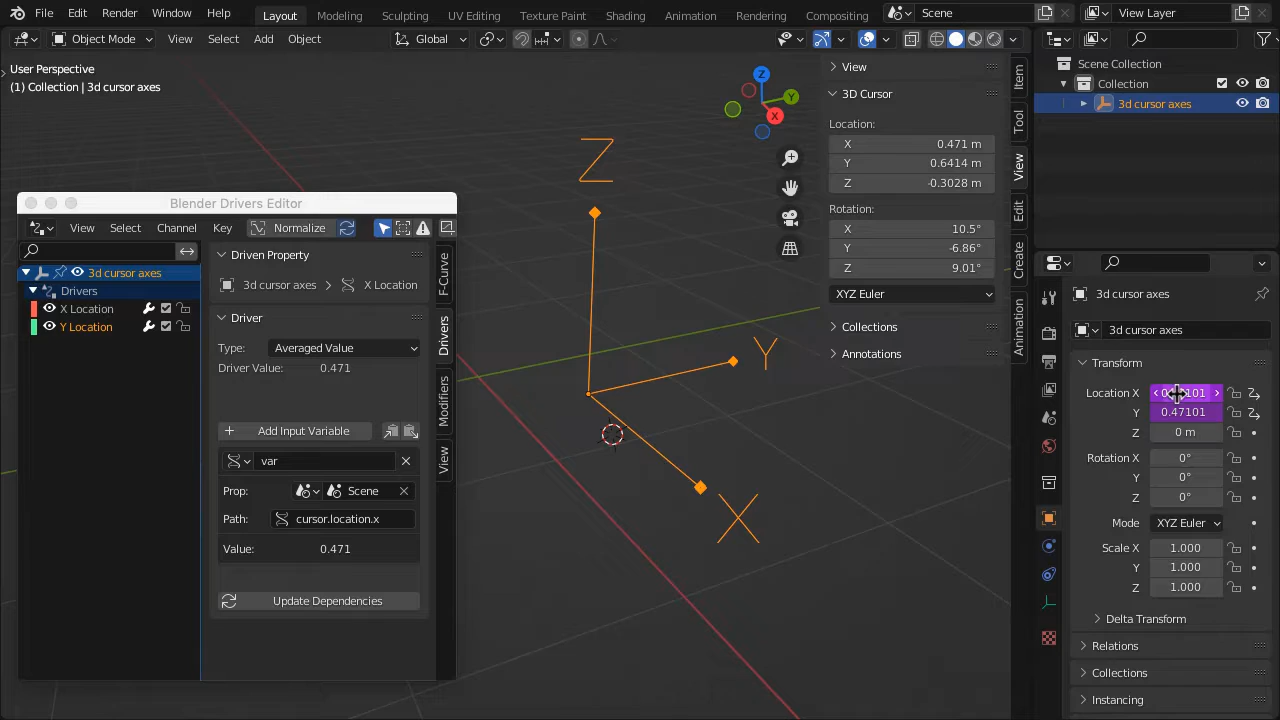 File Edit Render Window Help Layout Modeling Sculpting UV Editing Texture Paint Shading Animation Rendering Compositing Scene View Layer
Object Mode View Select Add Object Global
User Perspective
(1) Collection | 3d cursor axes
Z
Y
X
Z
Y
X
View
3D Cursor
Location:
X 0.471 m
Y 0.6414 m
Z -0.3028 m
Rotation:
X 10.5°
Y -6.86°
Z 9.01°
XYZ Euler
Collections
Annotations
Item
Tool
View
Edit
Create
Animation
Scene Collection
Collection
3d cursor axes
3d cursor axes
3d cursor axes
Transform
Location X
Y 0.47101
Z 0 m
Rotation X 0°
Y 0°
Z 0°
Mode XYZ Euler
Scale X 1.000
Y 1.000
Z 1.000
Delta Transform
Relations
Collections
Instancing
Blender Drivers Editor
View Select Channel Key Normalize
3d cursor axes
Drivers
X Location
Y Location
Driven Property
3d cursor axes X Location
Driver
Type: Averaged Value
Driver Value: 0.471
Add Input Variable
var
Prop: Scene
Path: cursor.location.x
Value: 0.471
Update Dependencies
F-Curve
Drivers
Modifiers
View